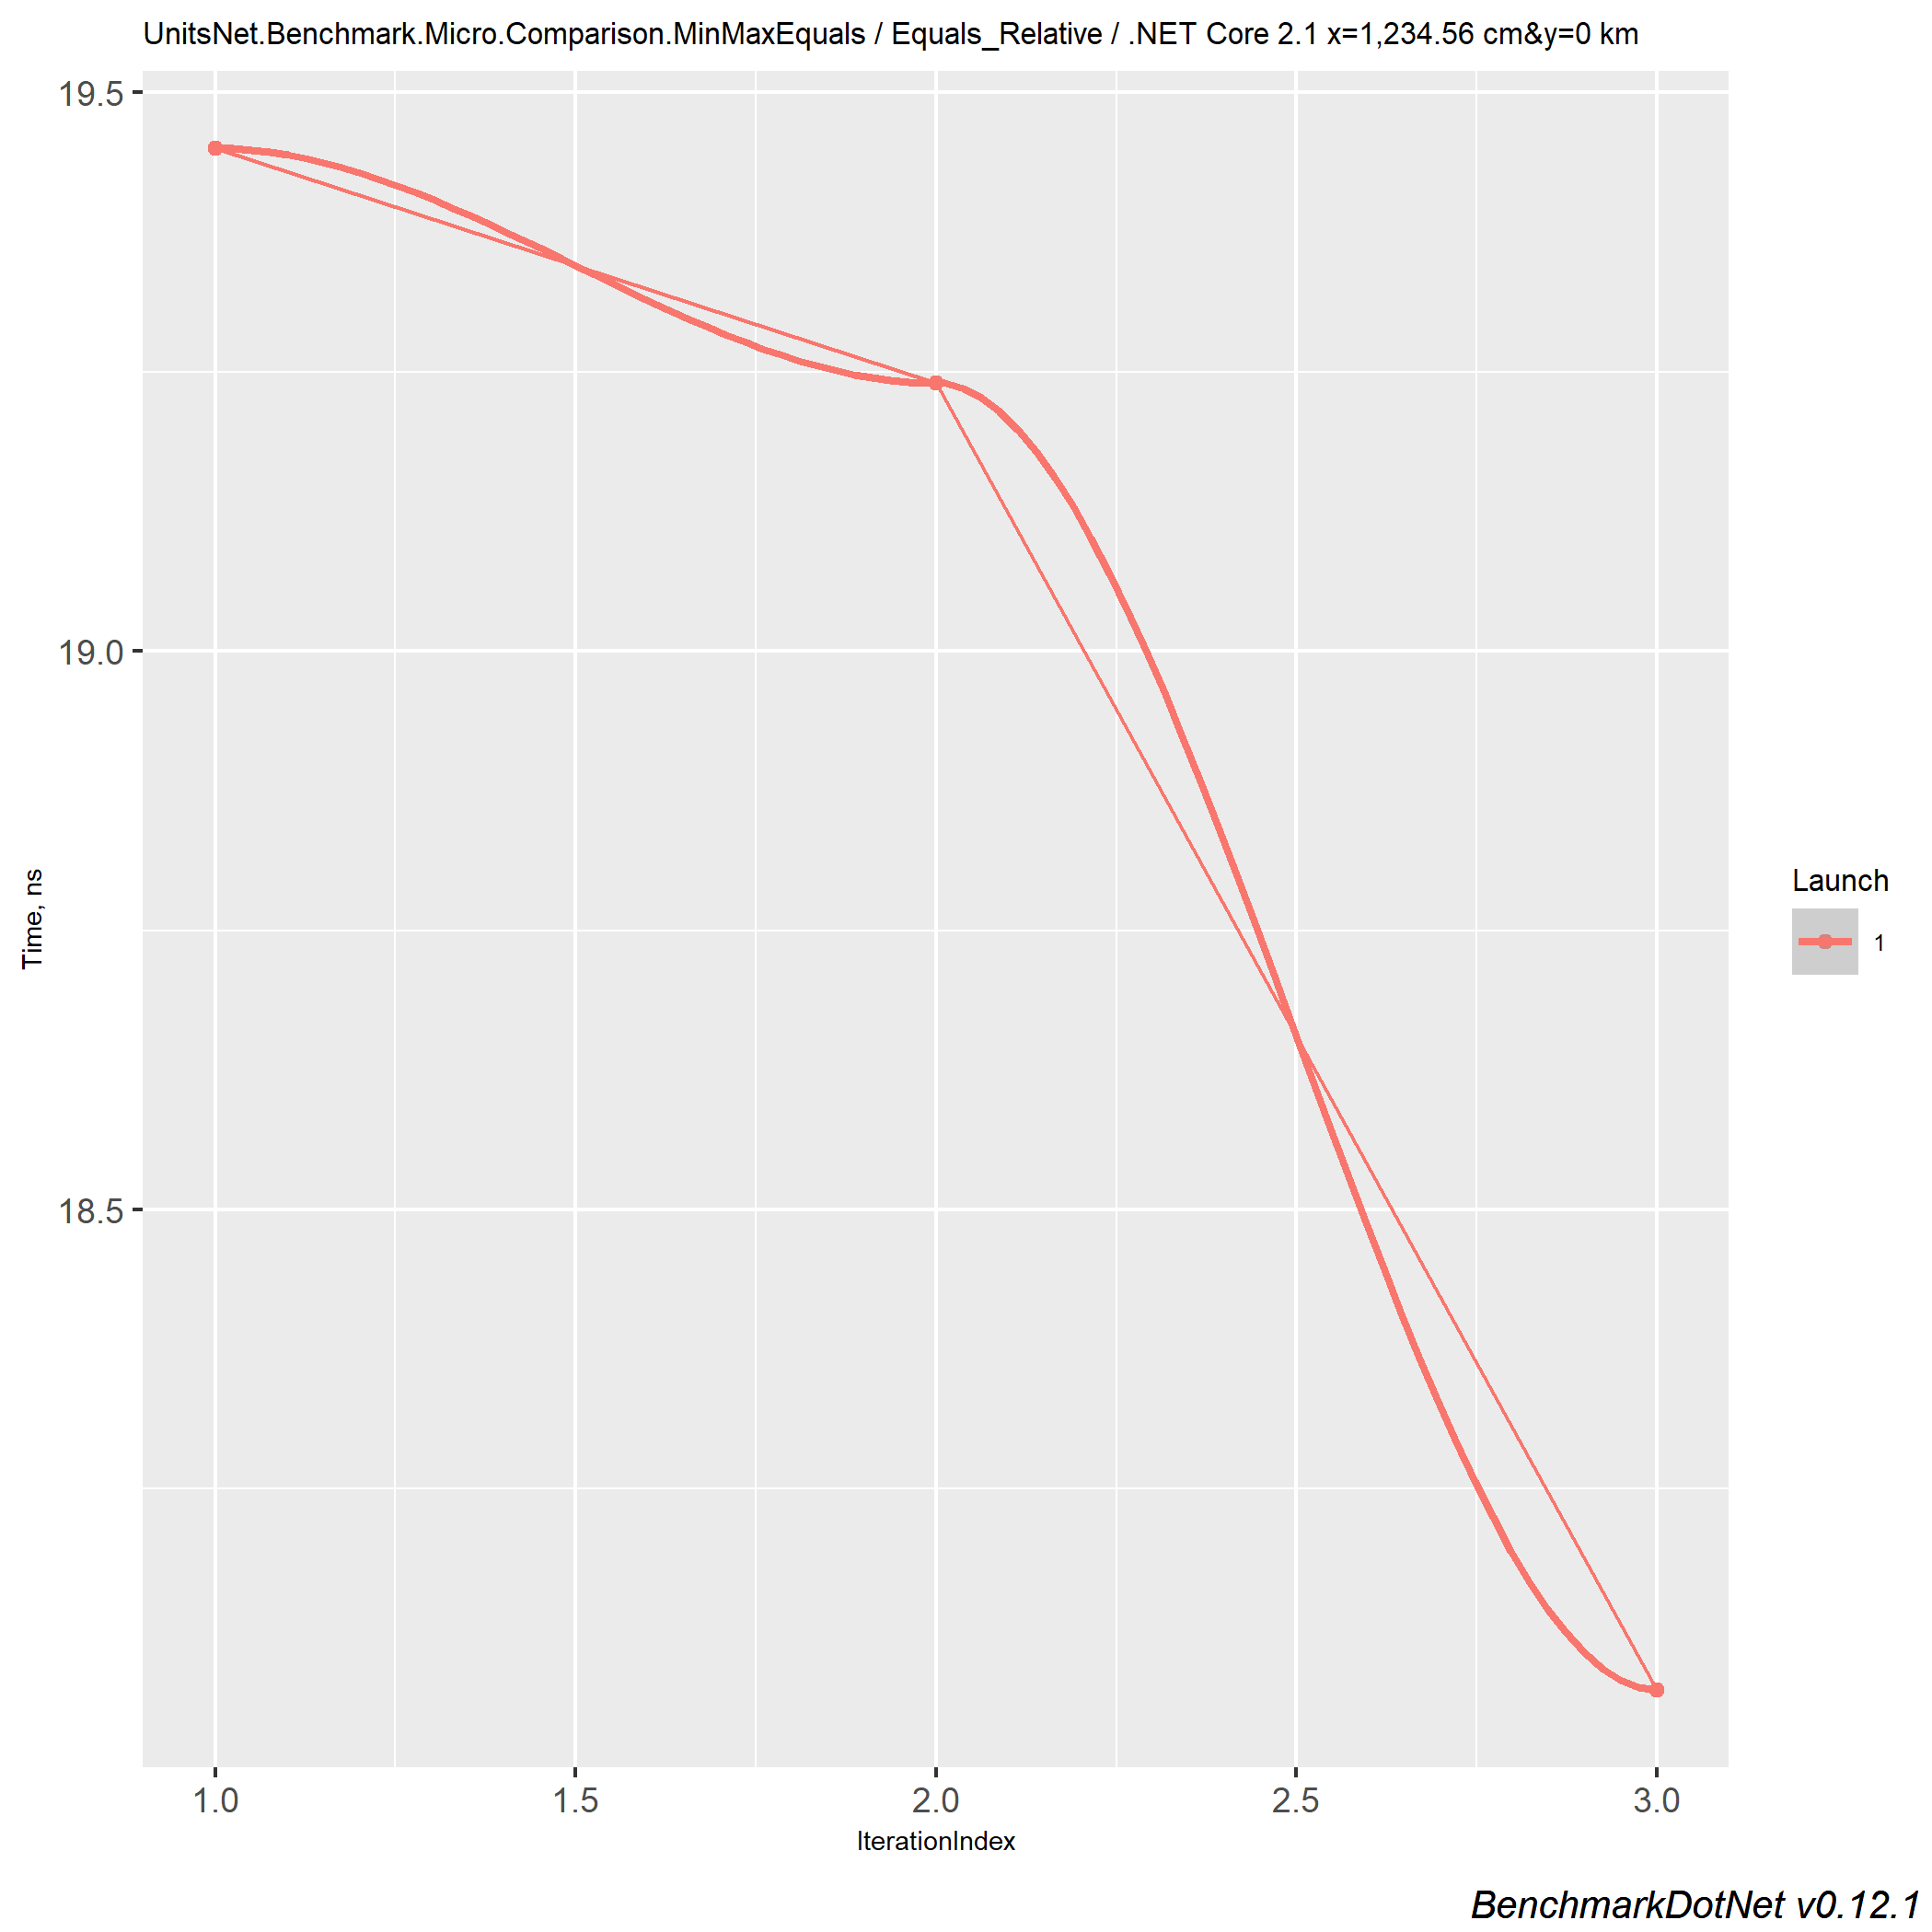 UnitsNet.Benchmark.Micro.Comparison.MinMaxEquals / Equals_Relative / .NET Core 2.1 x=1,234.56 cm&y=0 km
19.5
19.0
18.5
Time, ns
1.0 1.5 2.0 2.5 3.0
IterationIndex
Launch
1
BenchmarkDotNet v0.12.1